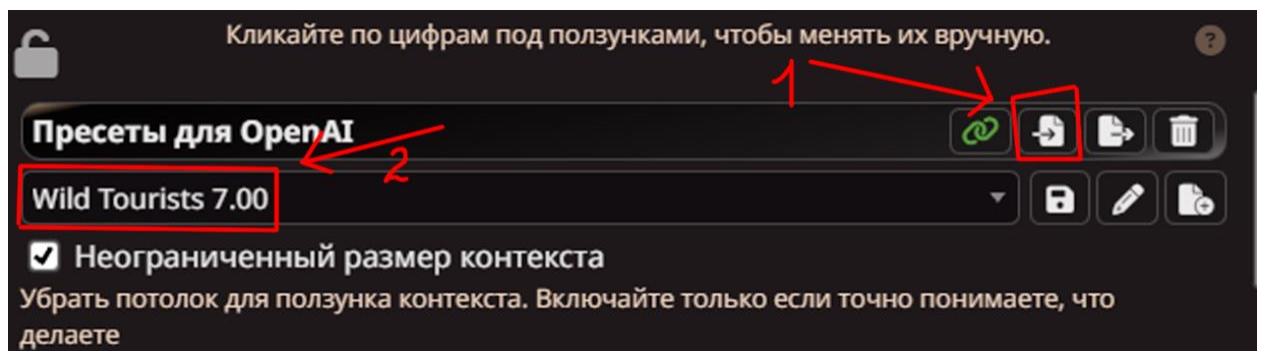 Кликайте по цифрам под ползунками, чтобы менять их вручную.
?
1
Пресеты для OpenAI
2
Wild Tourists 7.00
Неограниченный размер контекста
Убрать потолок для ползунка контекста. Включайте только если точно понимаете, что
делаете